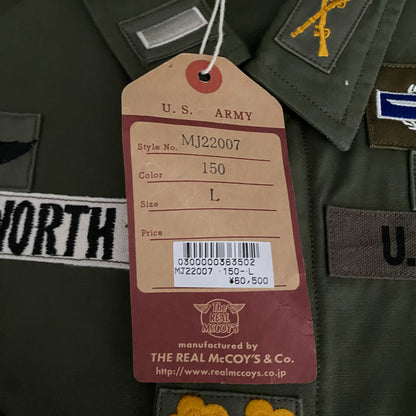 U.S. ARMY
Style No. MJ22007
Color 150
Size L
Price
0300000363502
MJ22007 150- L
¥60,500
The
REAL
McCOY'S
manufactured by
THE REAL McCOY'S & Co.
http://www.realmccoys.co.jp
WORTH
U.